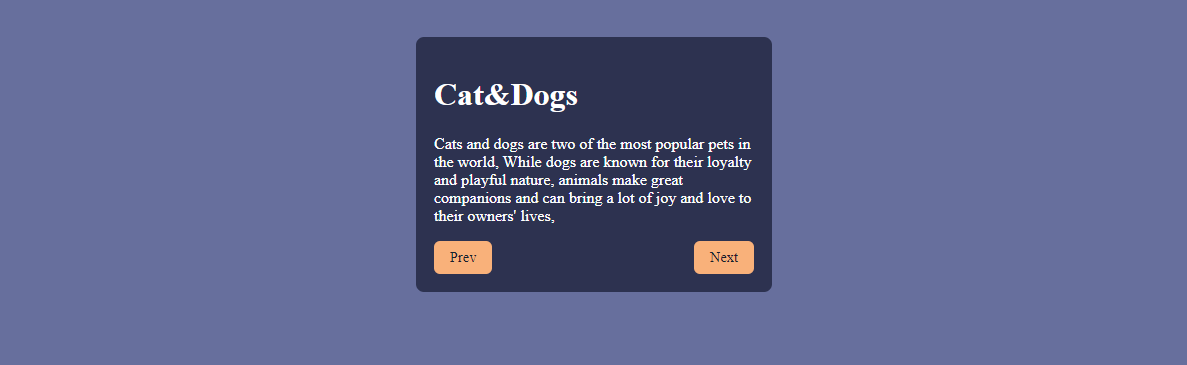 Cat&Dogs
Cats and dogs are two of the most popular pets in
the world, While dogs are known for their loyalty
and playful nature, animals make great
companions and can bring a lot of joy and love to
their owners' lives,
Prev
Next